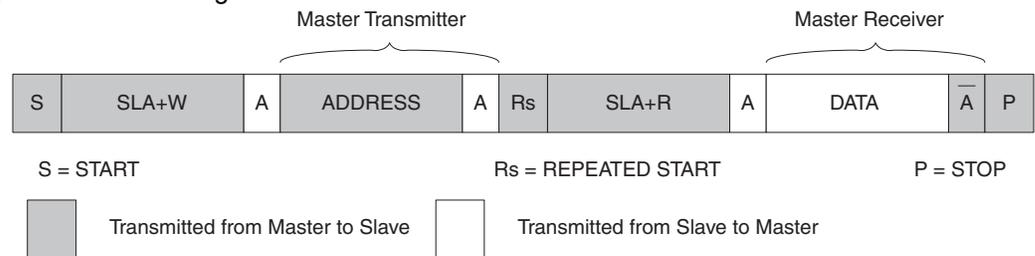 Master Transmitter Master Receiver
S SLA+W A ADDRESS A Rs SLA+R A DATA A̅ P
S = START Rs = REPEATED START P = STOP
Transmitted from Master to Slave Transmitted from Slave to Master